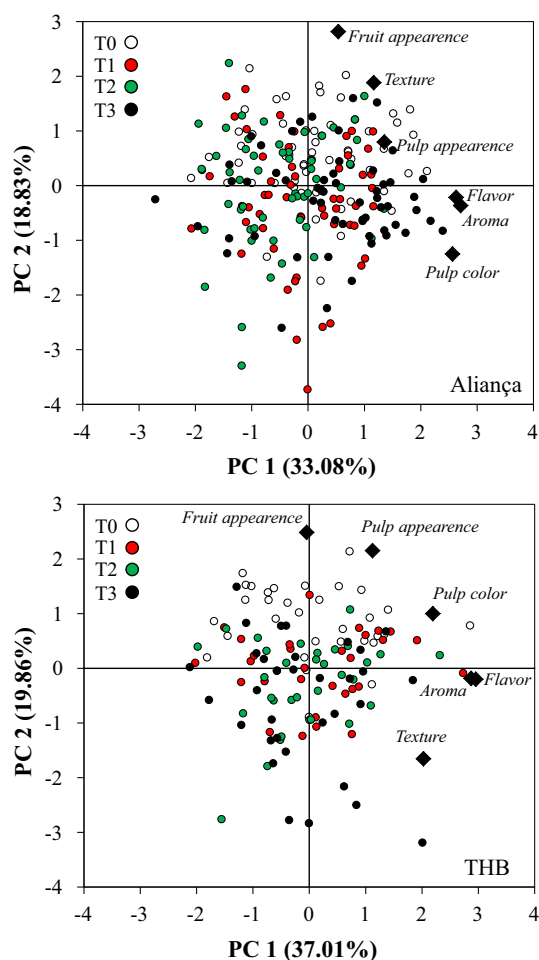 3
Fruit appearence
T0
T1
T2
T3
2
Texture
1
Pulp appearence
PC 2 (18.83%)
0
Flavor
Aroma
-1
Pulp color
-2
-3
Aliança
-4
-4 -3 -2 -1 0 1 2 3 4
PC 1 (33.08%)
3
Fruit appearence
Pulp appearence
T0
T1
T2
T3
2
Pulp color
1
PC 2 (19.86%)
0
Aroma
Flavor
-1
Texture
-2
-3
THB
-4
-4 -3 -2 -1 0 1 2 3 4
PC 1 (37.01%)